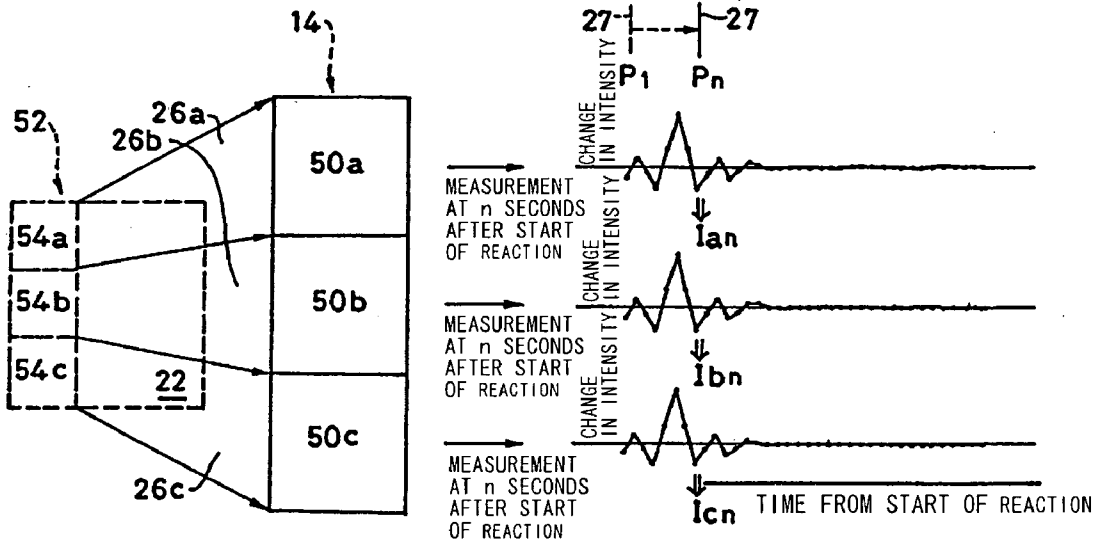 27
27
14
P1
Pn
52
26a
26b
CHANGE
IN INTENSITY
50a
54a
MEASUREMENT
AT n SECONDS
AFTER START
OF REACTION
Ian
CHANGE
IN INTENSITY
54b
50b
MEASUREMENT
AT n SECONDS
AFTER START
OF REACTION
Ibn
54c
22
CHANGE
IN INTENSITY
50c
26c
MEASUREMENT
AT n SECONDS
AFTER START
OF REACTION
Icn
TIME FROM START OF REACTION